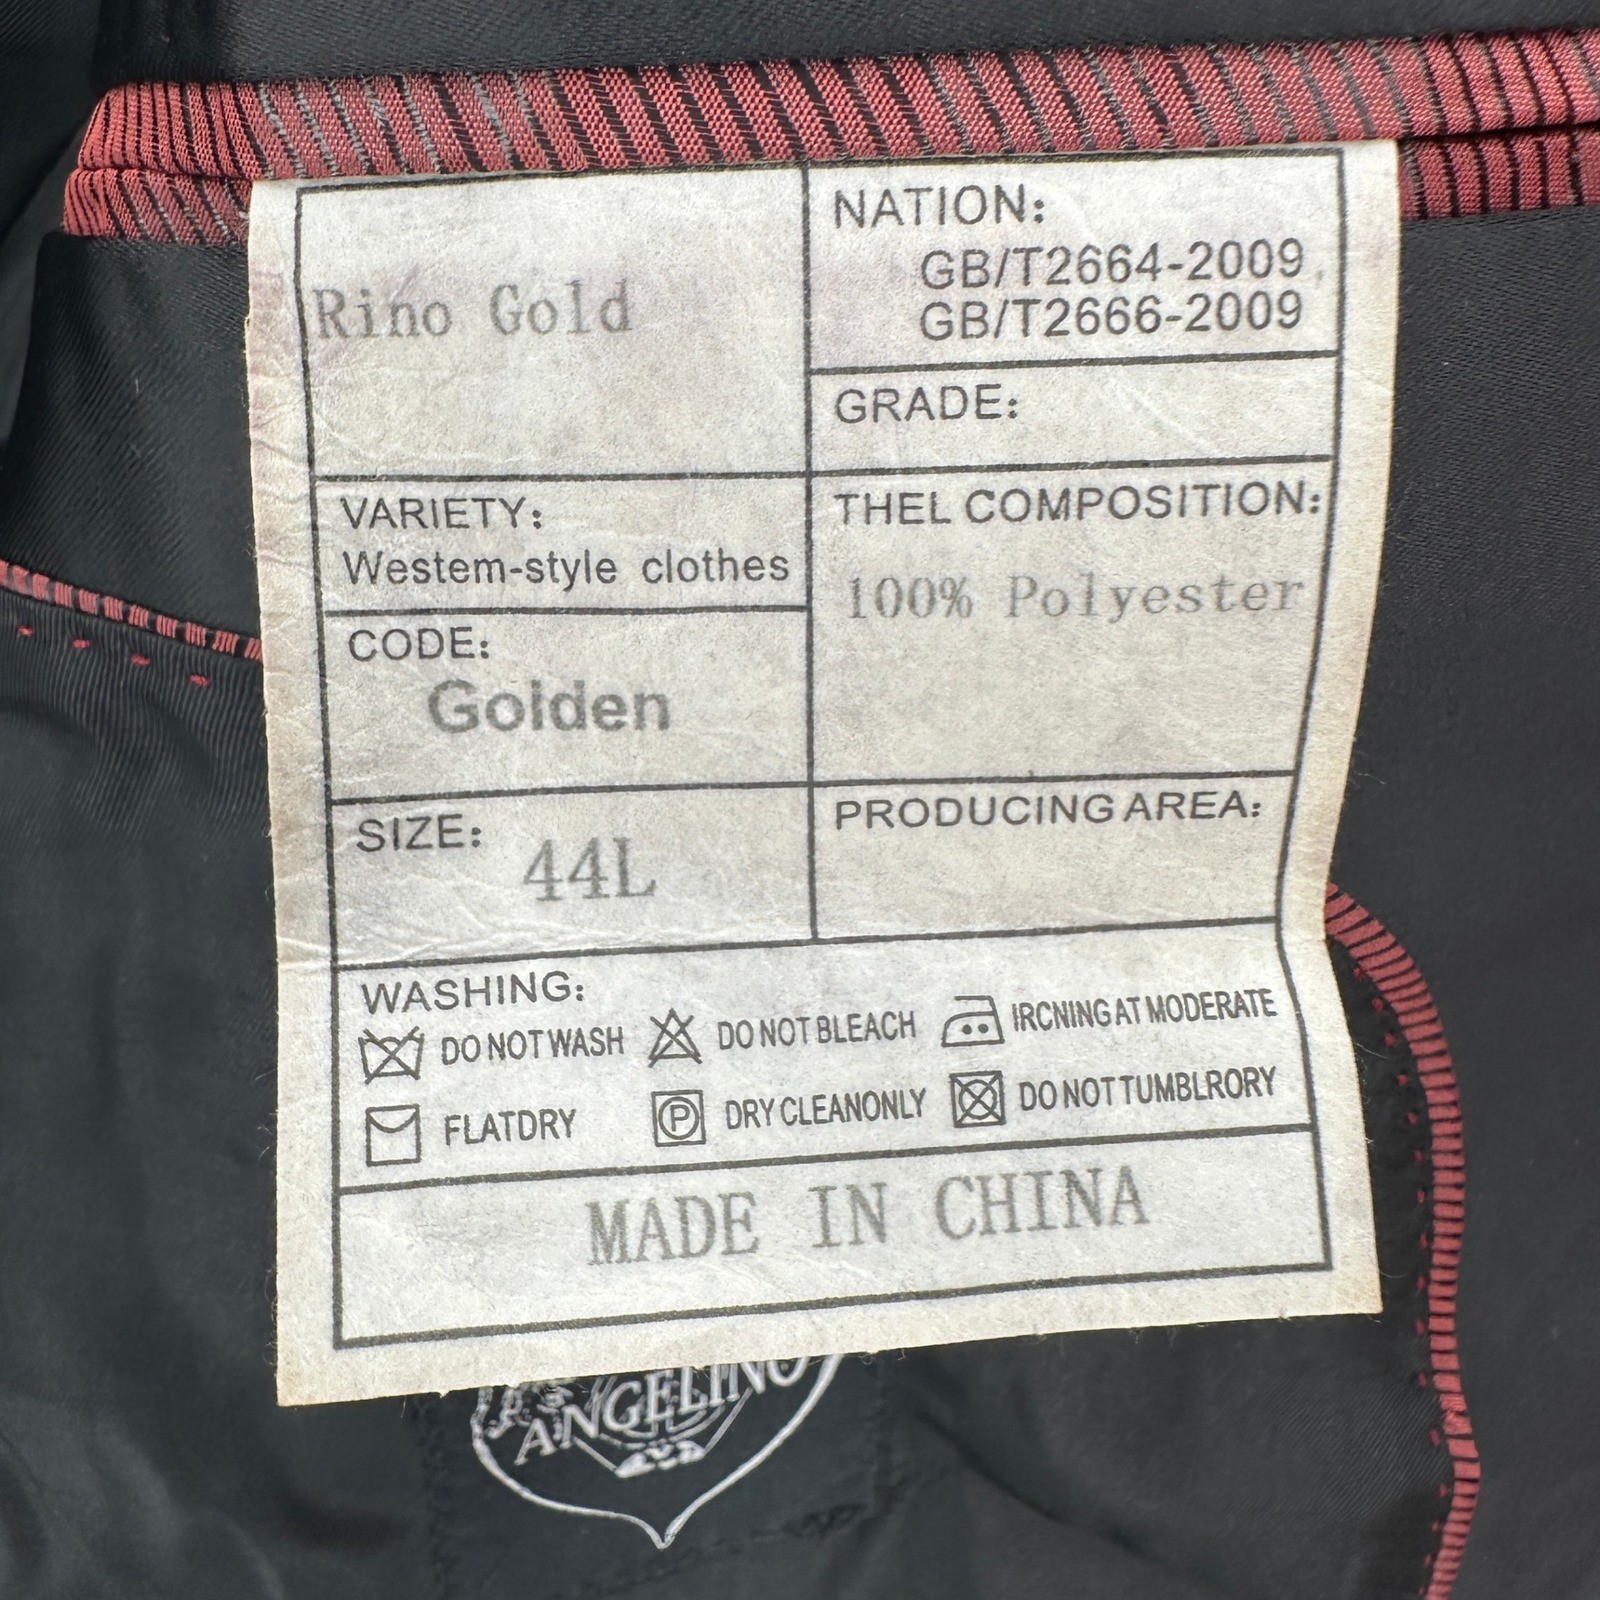 Rino Gold
NATION:
GB/T2664-2009
GB/T2666-2009
GRADE:
VARIETY:
Westem-style clothes
THEL COMPOSITION:
100% Polyester
CODE:
Golden
SIZE: 44L
PRODUCING AREA:
WASHING:
DO NOT WASH
DO NOT BLEACH
IRCNING AT MODERATE
FLATDRY
P
DRY CLEANONLY
DO NOT TUMBLRORY
MADE IN CHINA
ANGELINO